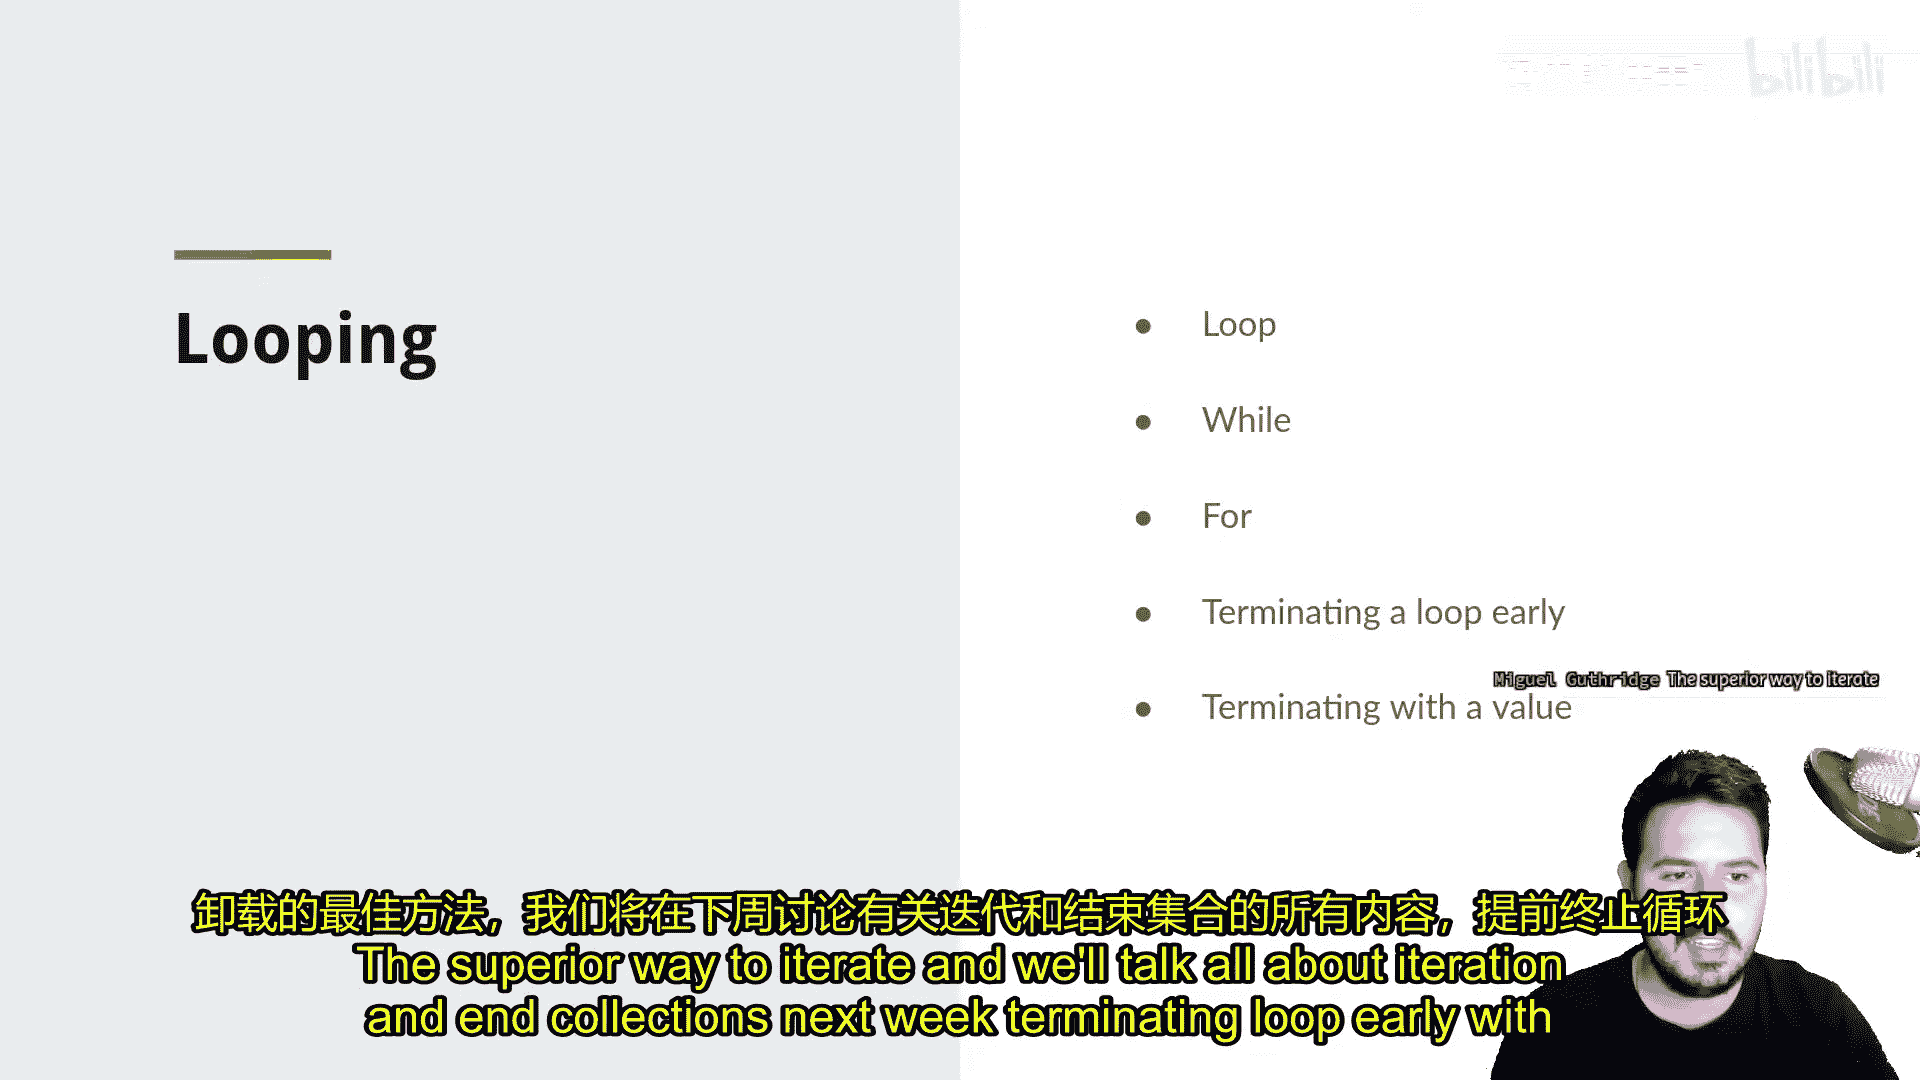 bilibili
Looping
Loop
While
For
Terminating a loop early
Miguel Guthridge The superior way to iterate
Terminating with a value
卸载的最佳方法，我们将在下周讨论有关迭代和结束集合的所有内容，提前终止循环
The superior way to iterate and we'll talk all about iteration
and end collections next week terminating loop early with